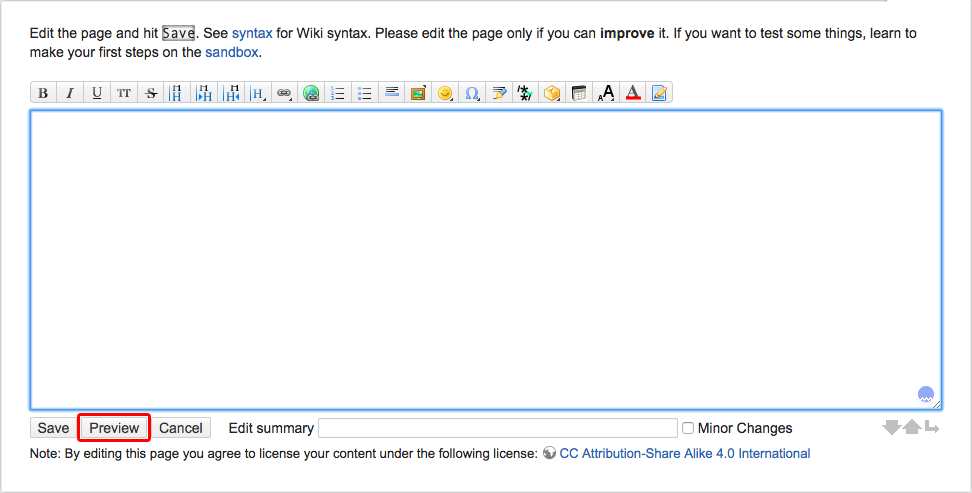 Edit the page and hit Save. See syntax for Wiki syntax. Please edit the page only if you can improve it. If you want to test some things, learn to
make your first steps on the sandbox.
B I U TT S H H H H Ω A A A
Save Preview Cancel Edit summary Minor Changes
Note: By editing this page you agree to license your content under the following license: CC Attribution-Share Alike 4.0 International